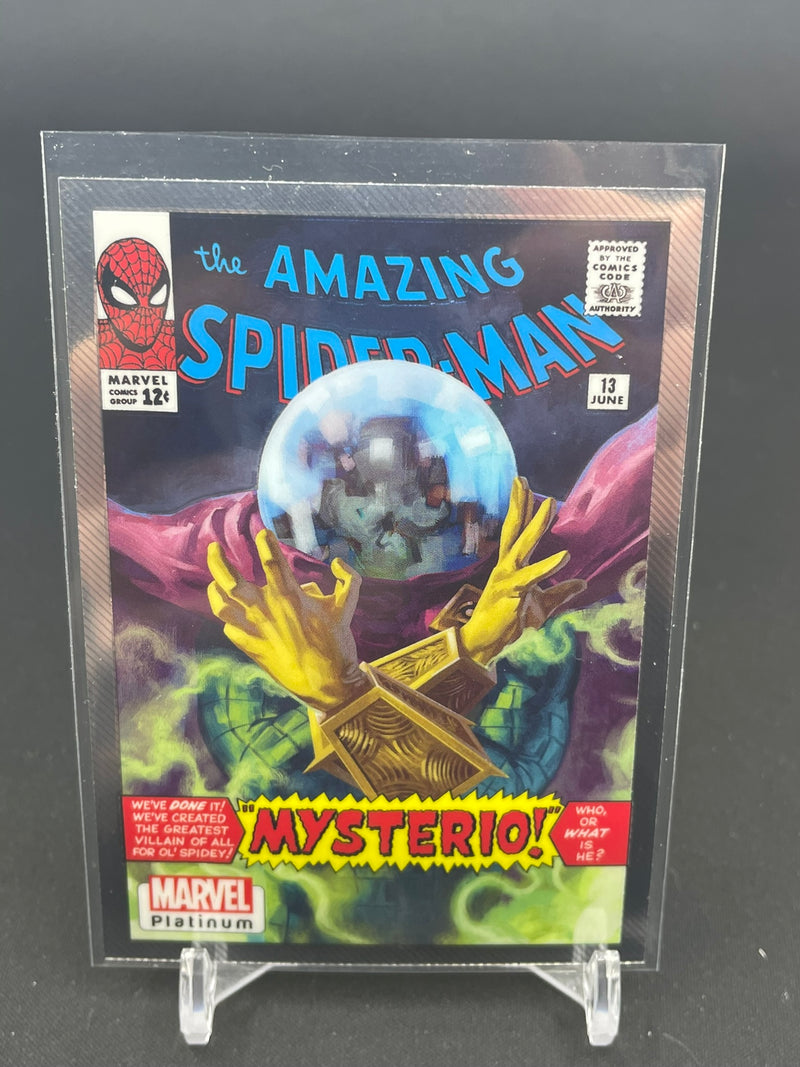 the AMAZING
SPIDER-MAN
MARVEL
COMICS
GROUP 12¢
APPROVED
BY THE
COMICS
CODE
CA
AUTHORITY
13
JUNE
WE'VE DONE IT!
WE'VE CREATED
THE GREATEST
VILLAIN OF ALL
FOR OL' SPIDEY!
"MYSTERIO!"
WHO,
OR
WHAT
IS
HE?
MARVEL
Platinum